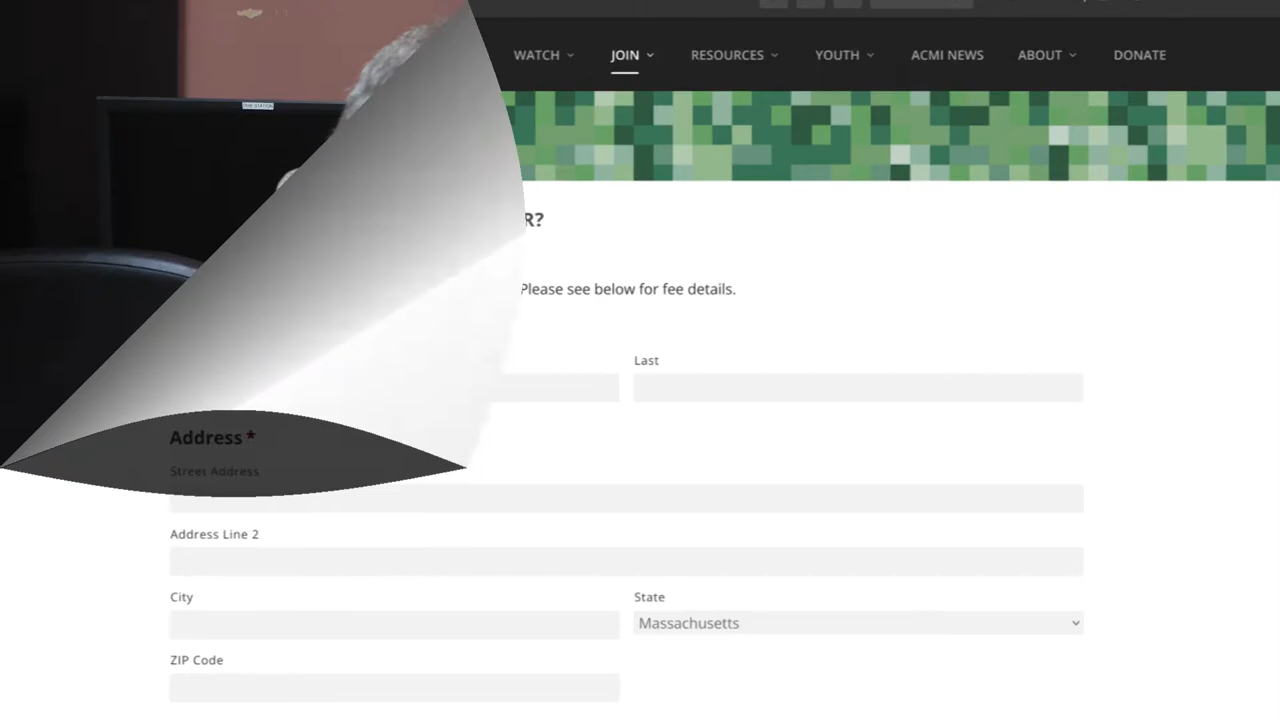 WATCH JOIN RESOURCES YOUTH ACMI NEWS ABOUT DONATE
R?
Please see below for fee details.
Last
Address *
Street Address
Address Line 2
City State
Massachusetts
ZIP Code